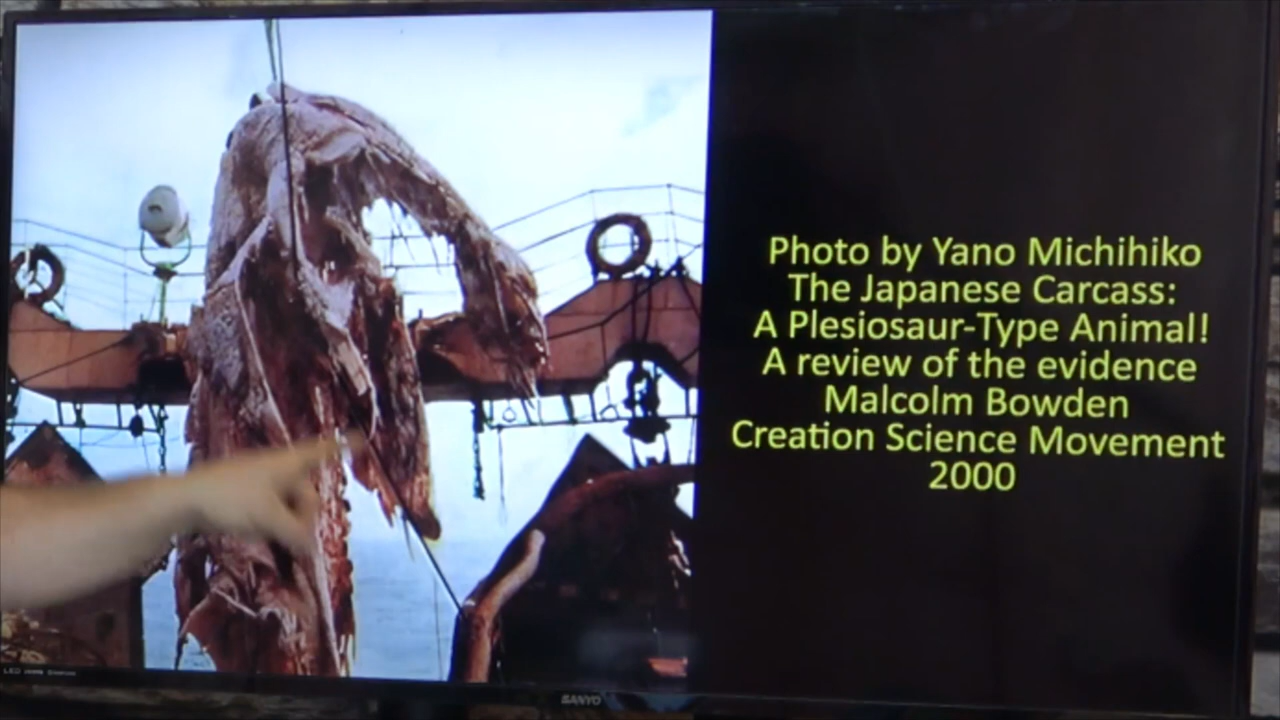 Photo by Yano Michihiko
The Japanese Carcass:
A Plesiosaur-Type Animal!
A review of the evidence
Malcolm Bowden
Creation Science Movement
2000
SANYO